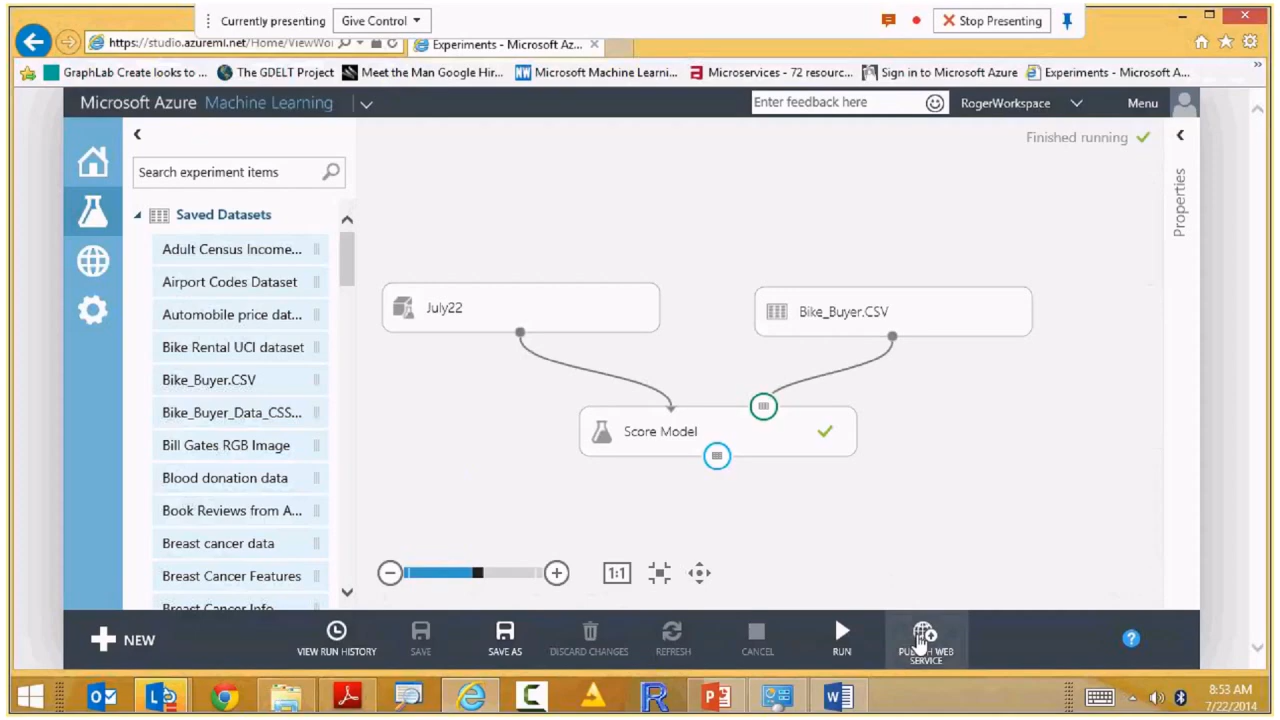 Currently presenting
Give Control
Stop Presenting
https://studio.azureml.net/Home/ViewWo
Experiments - Microsoft Az...
GraphLab Create looks to ...
The GDELT Project
Meet the Man Google Hir...
Microsoft Machine Learni...
Microservices - 72 resourc...
Sign in to Microsoft Azure
Experiments - Microsoft A...
Microsoft Azure Machine Learning
Enter feedback here
RogerWorkspace
Menu
Finished running
Search experiment items
Properties
Saved Datasets
Adult Census Income...
Airport Codes Dataset
Automobile price dat...
Bike Rental UCI dataset
Bike_Buyer.CSV
Bike_Buyer_Data_CSS...
Bill Gates RGB Image
Blood donation data
Book Reviews from A...
Breast cancer data
Breast Cancer Features
Breast Cancer Info
July22
Bike_Buyer.CSV
Score Model
1:1
NEW
VIEW RUN HISTORY
SAVE
SAVE AS
DISCARD CHANGES
REFRESH
CANCEL
RUN
PUBLISH WEB
SERVICE
?
8:53 AM
7/22/2014